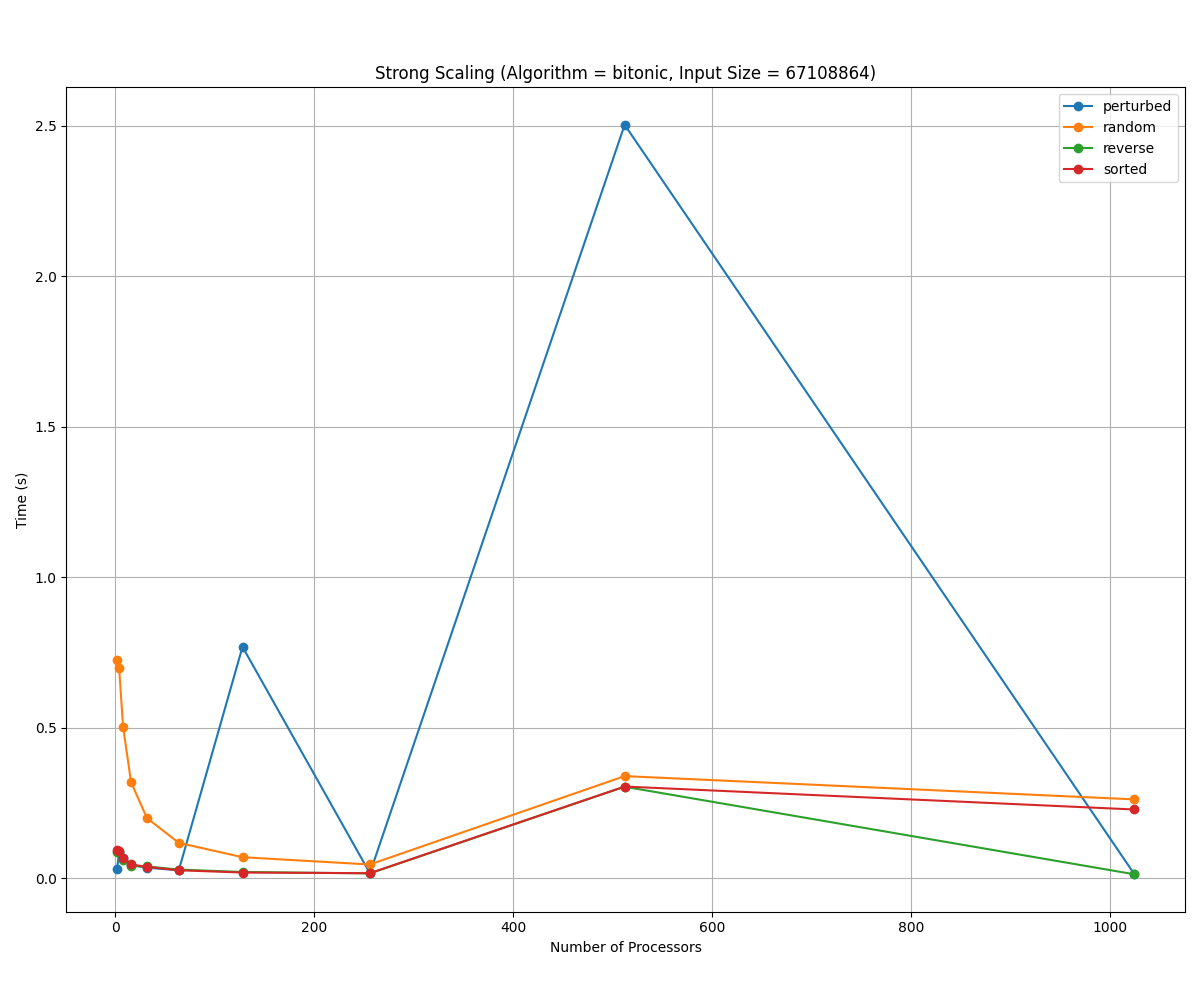 Strong Scaling (Algorithm = bitonic, Input Size = 67108864)
perturbed
random
reverse
sorted
2.5
2.0
1.5
1.0
0.5
0.0
Time (s)
0 200 400 600 800 1000
Number of Processors